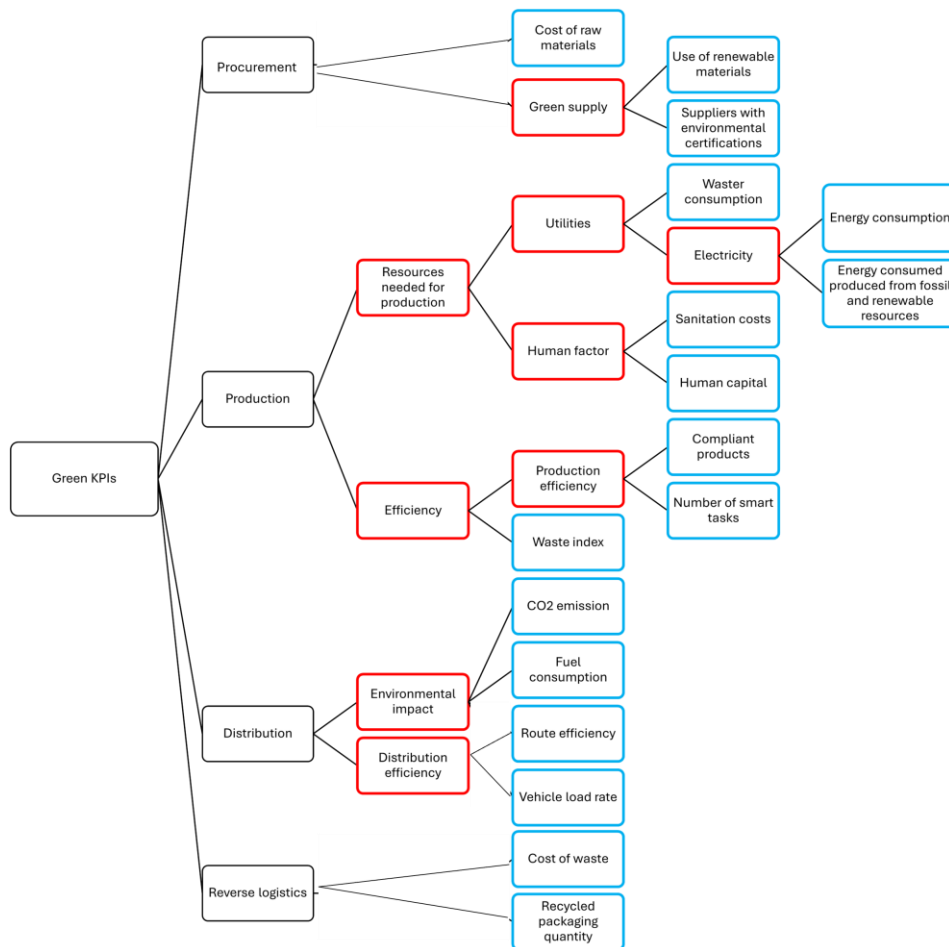 Cost of raw
materials
Procurement
Use of renewable
materials
Green supply
Suppliers with
environmental
certifications
Waster
consumption
Utilities
Energy consumption
Electricity
Resources
needed for
production
Energy consumed
produced from fossil
and renewable
resources
Sanitation costs
Human factor
Human capital
Production
Compliant
products
Green KPIs
Production
efficiency
Efficiency
Number of smart
tasks
Waste index
CO2 emission
Fuel
consumption
Environmental
impact
Distribution
Route efficiency
Distribution
efficiency
Vehicle load rate
Cost of waste
Reverse logistics
Recycled
packaging
quantity